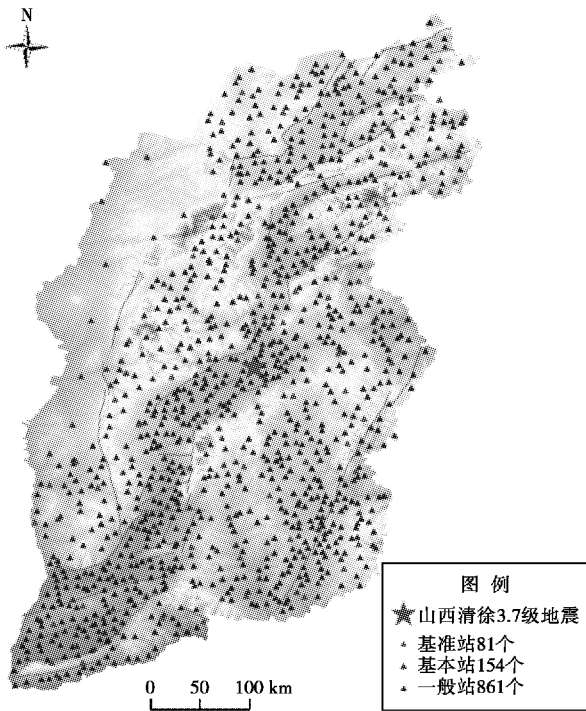 N
图 例
山西清徐3.7级地震
基准站81个
基本站154个
一般站861个
0 50 100 km